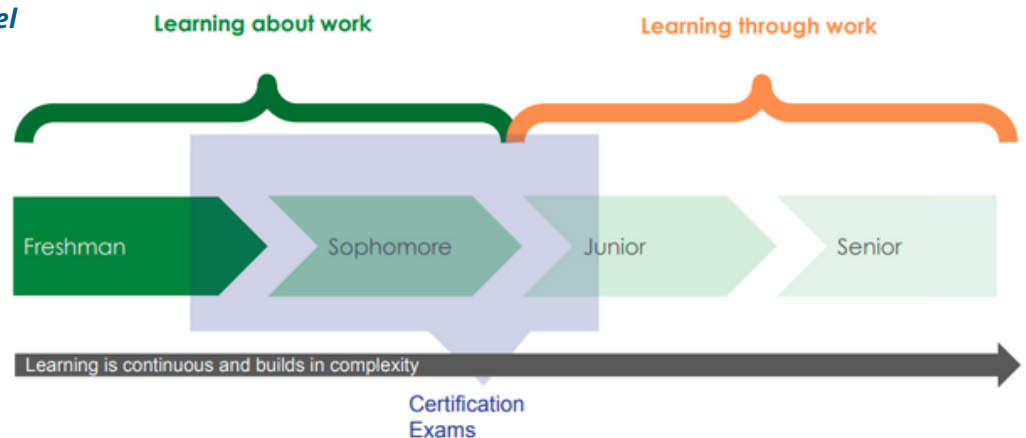 Learning about work
Learning through work
Freshman
Sophomore
Junior
Senior
Learning is continuous and builds in complexity
Certification
Exams